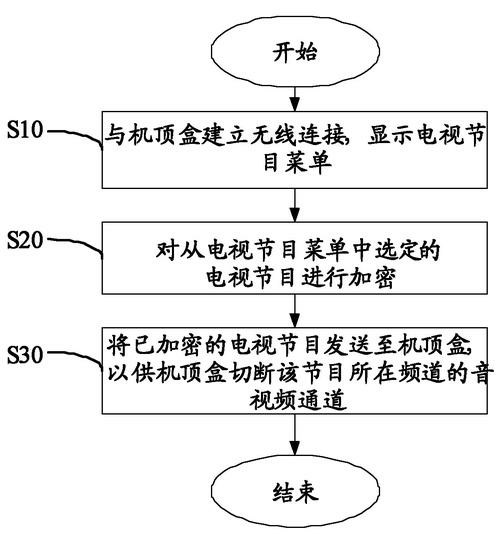 开始
S10
与机顶盒建立无线连接，显示电视节
目菜单
S20
对从电视节目菜单中选定的
电视节目进行加密
S30
将已加密的电视节目发送至机顶盒，
以供机顶盒切断该节目所在频道的音
视频通道
结束